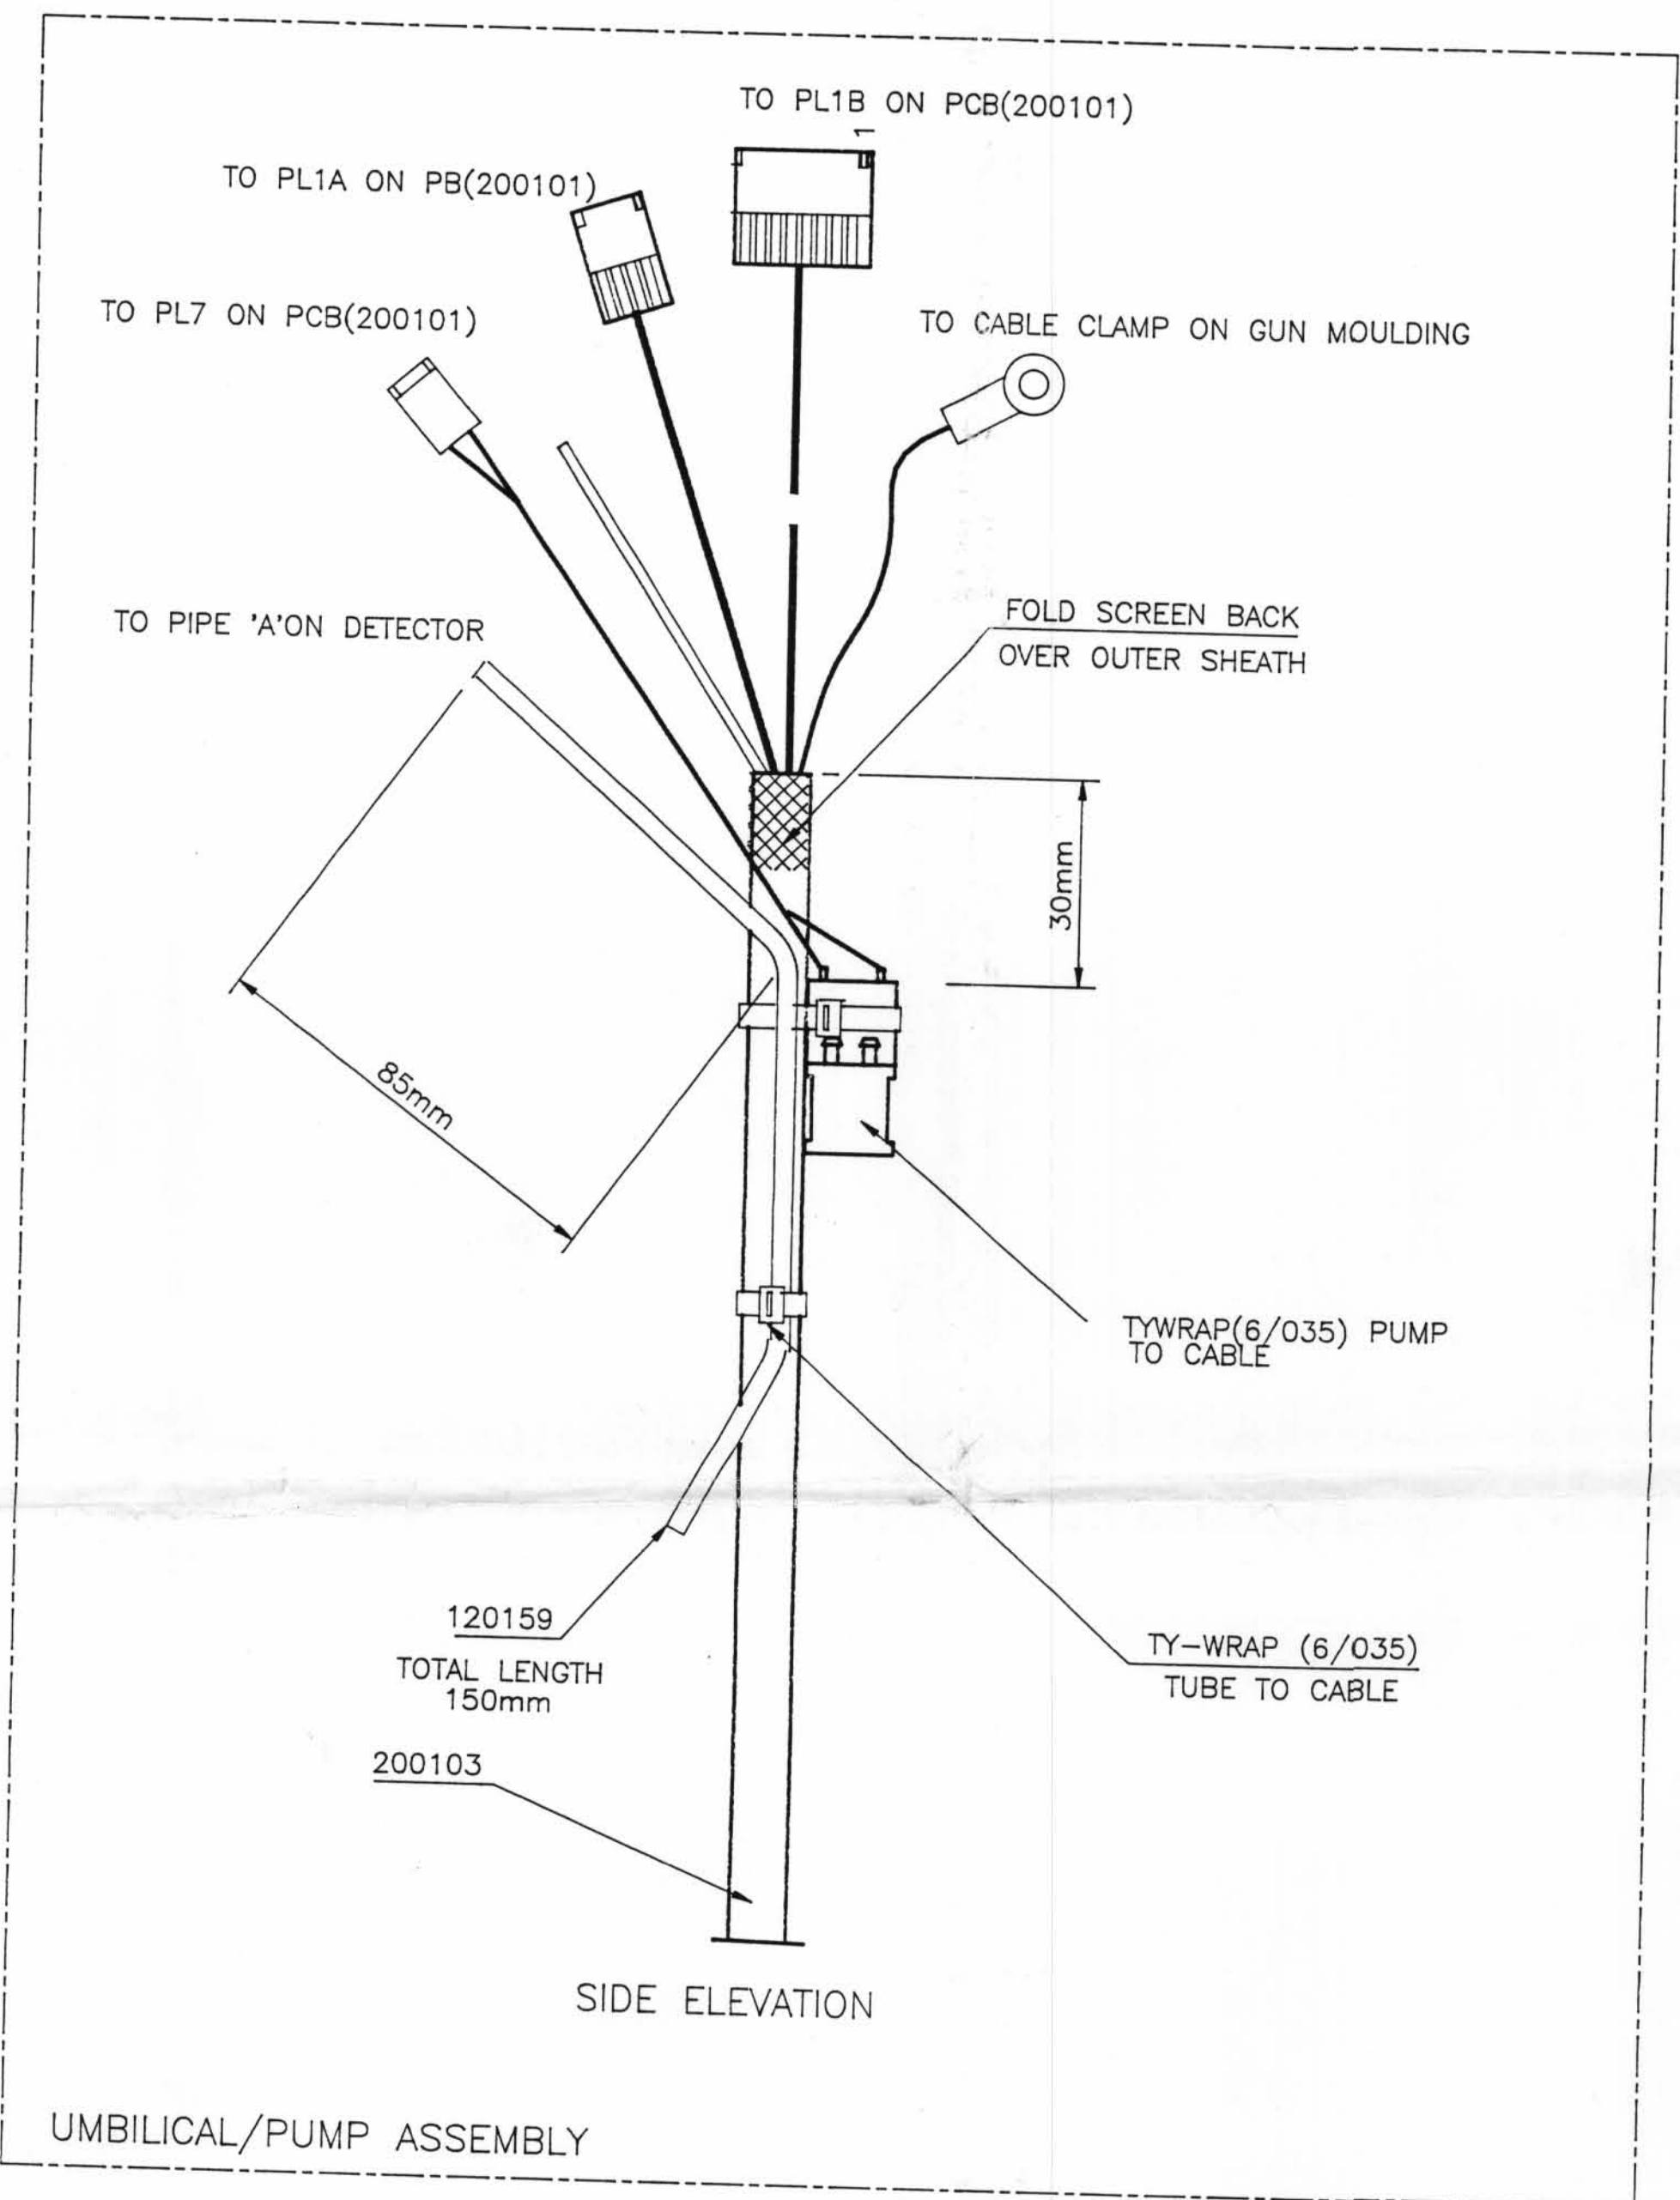 TO PL1B ON PCB(200101)
1
TO PL1A ON PB(200101)
TO PL7 ON PCB(200101)
TO CABLE CLAMP ON GUN MOULDING
TO PIPE 'A'ON DETECTOR
FOLD SCREEN BACK
OVER OUTER SHEATH
30mm
85mm
TYWRAP(6/035) PUMP
TO CABLE
120159
TOTAL LENGTH
150mm
TY-WRAP (6/035)
TUBE TO CABLE
200103
SIDE ELEVATION
UMBILICAL/PUMP ASSEMBLY